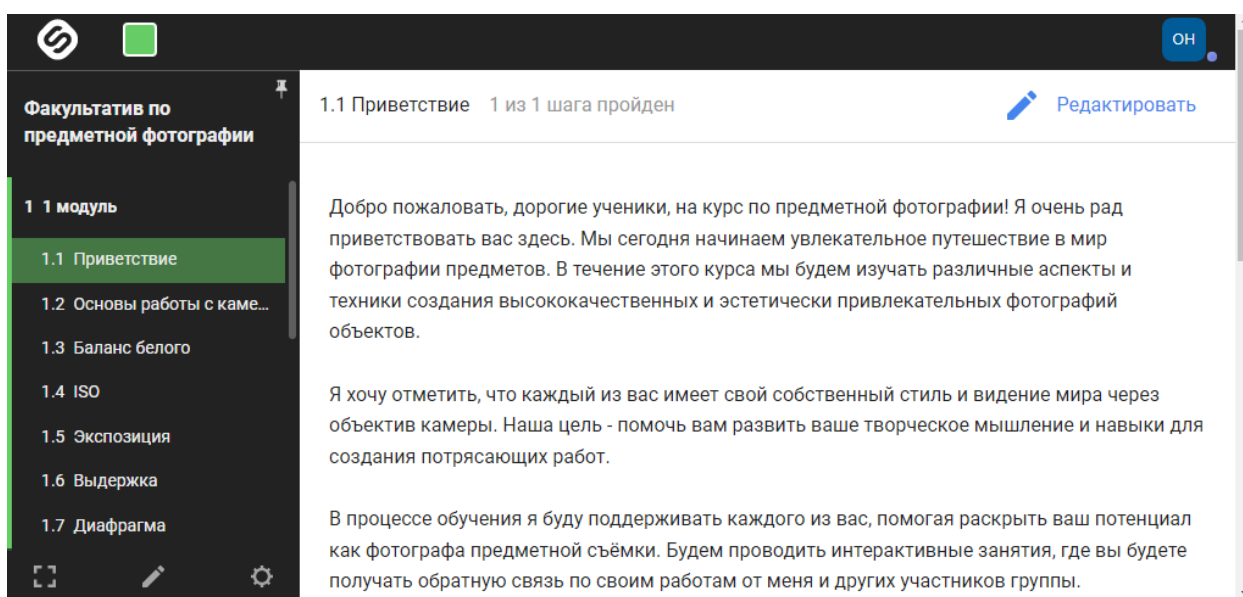 ОН
Факультатив по
предметной фотографии
1 1 модуль
1.1 Приветствие
1.2 Основы работы с каме...
1.3 Баланс белого
1.4 ISO
1.5 Экспозиция
1.6 Выдержка
1.7 Диафрагма
1.1 Приветствие 1 из 1 шага пройден
Редактировать
Добро пожаловать, дорогие ученики, на курс по предметной фотографии! Я очень рад
приветствовать вас здесь. Мы сегодня начинаем увлекательное путешествие в мир
фотографии предметов. В течение этого курса мы будем изучать различные аспекты и
техники создания высококачественных и эстетически привлекательных фотографий
объектов.
Я хочу отметить, что каждый из вас имеет свой собственный стиль и видение мира через
объектив камеры. Наша цель - помочь вам развить ваше творческое мышление и навыки для
создания потрясающих работ.
В процессе обучения я буду поддерживать каждого из вас, помогая раскрыть ваш потенциал
как фотографа предметной съёмки. Будем проводить интерактивные занятия, где вы будете
получать обратную связь по своим работам от меня и других участников группы.